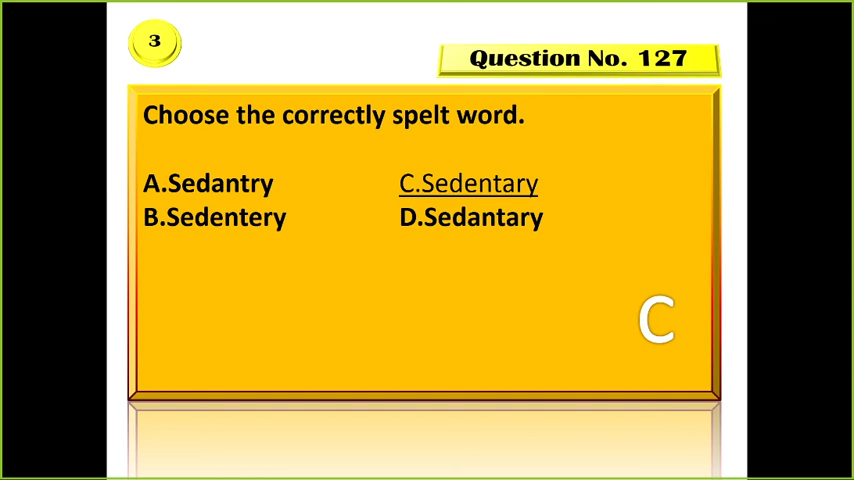 3
Question No. 127
Choose the correctly spelt word.
A.Sedantry C.Sedentary
B.Sedentery D.Sedantary
C